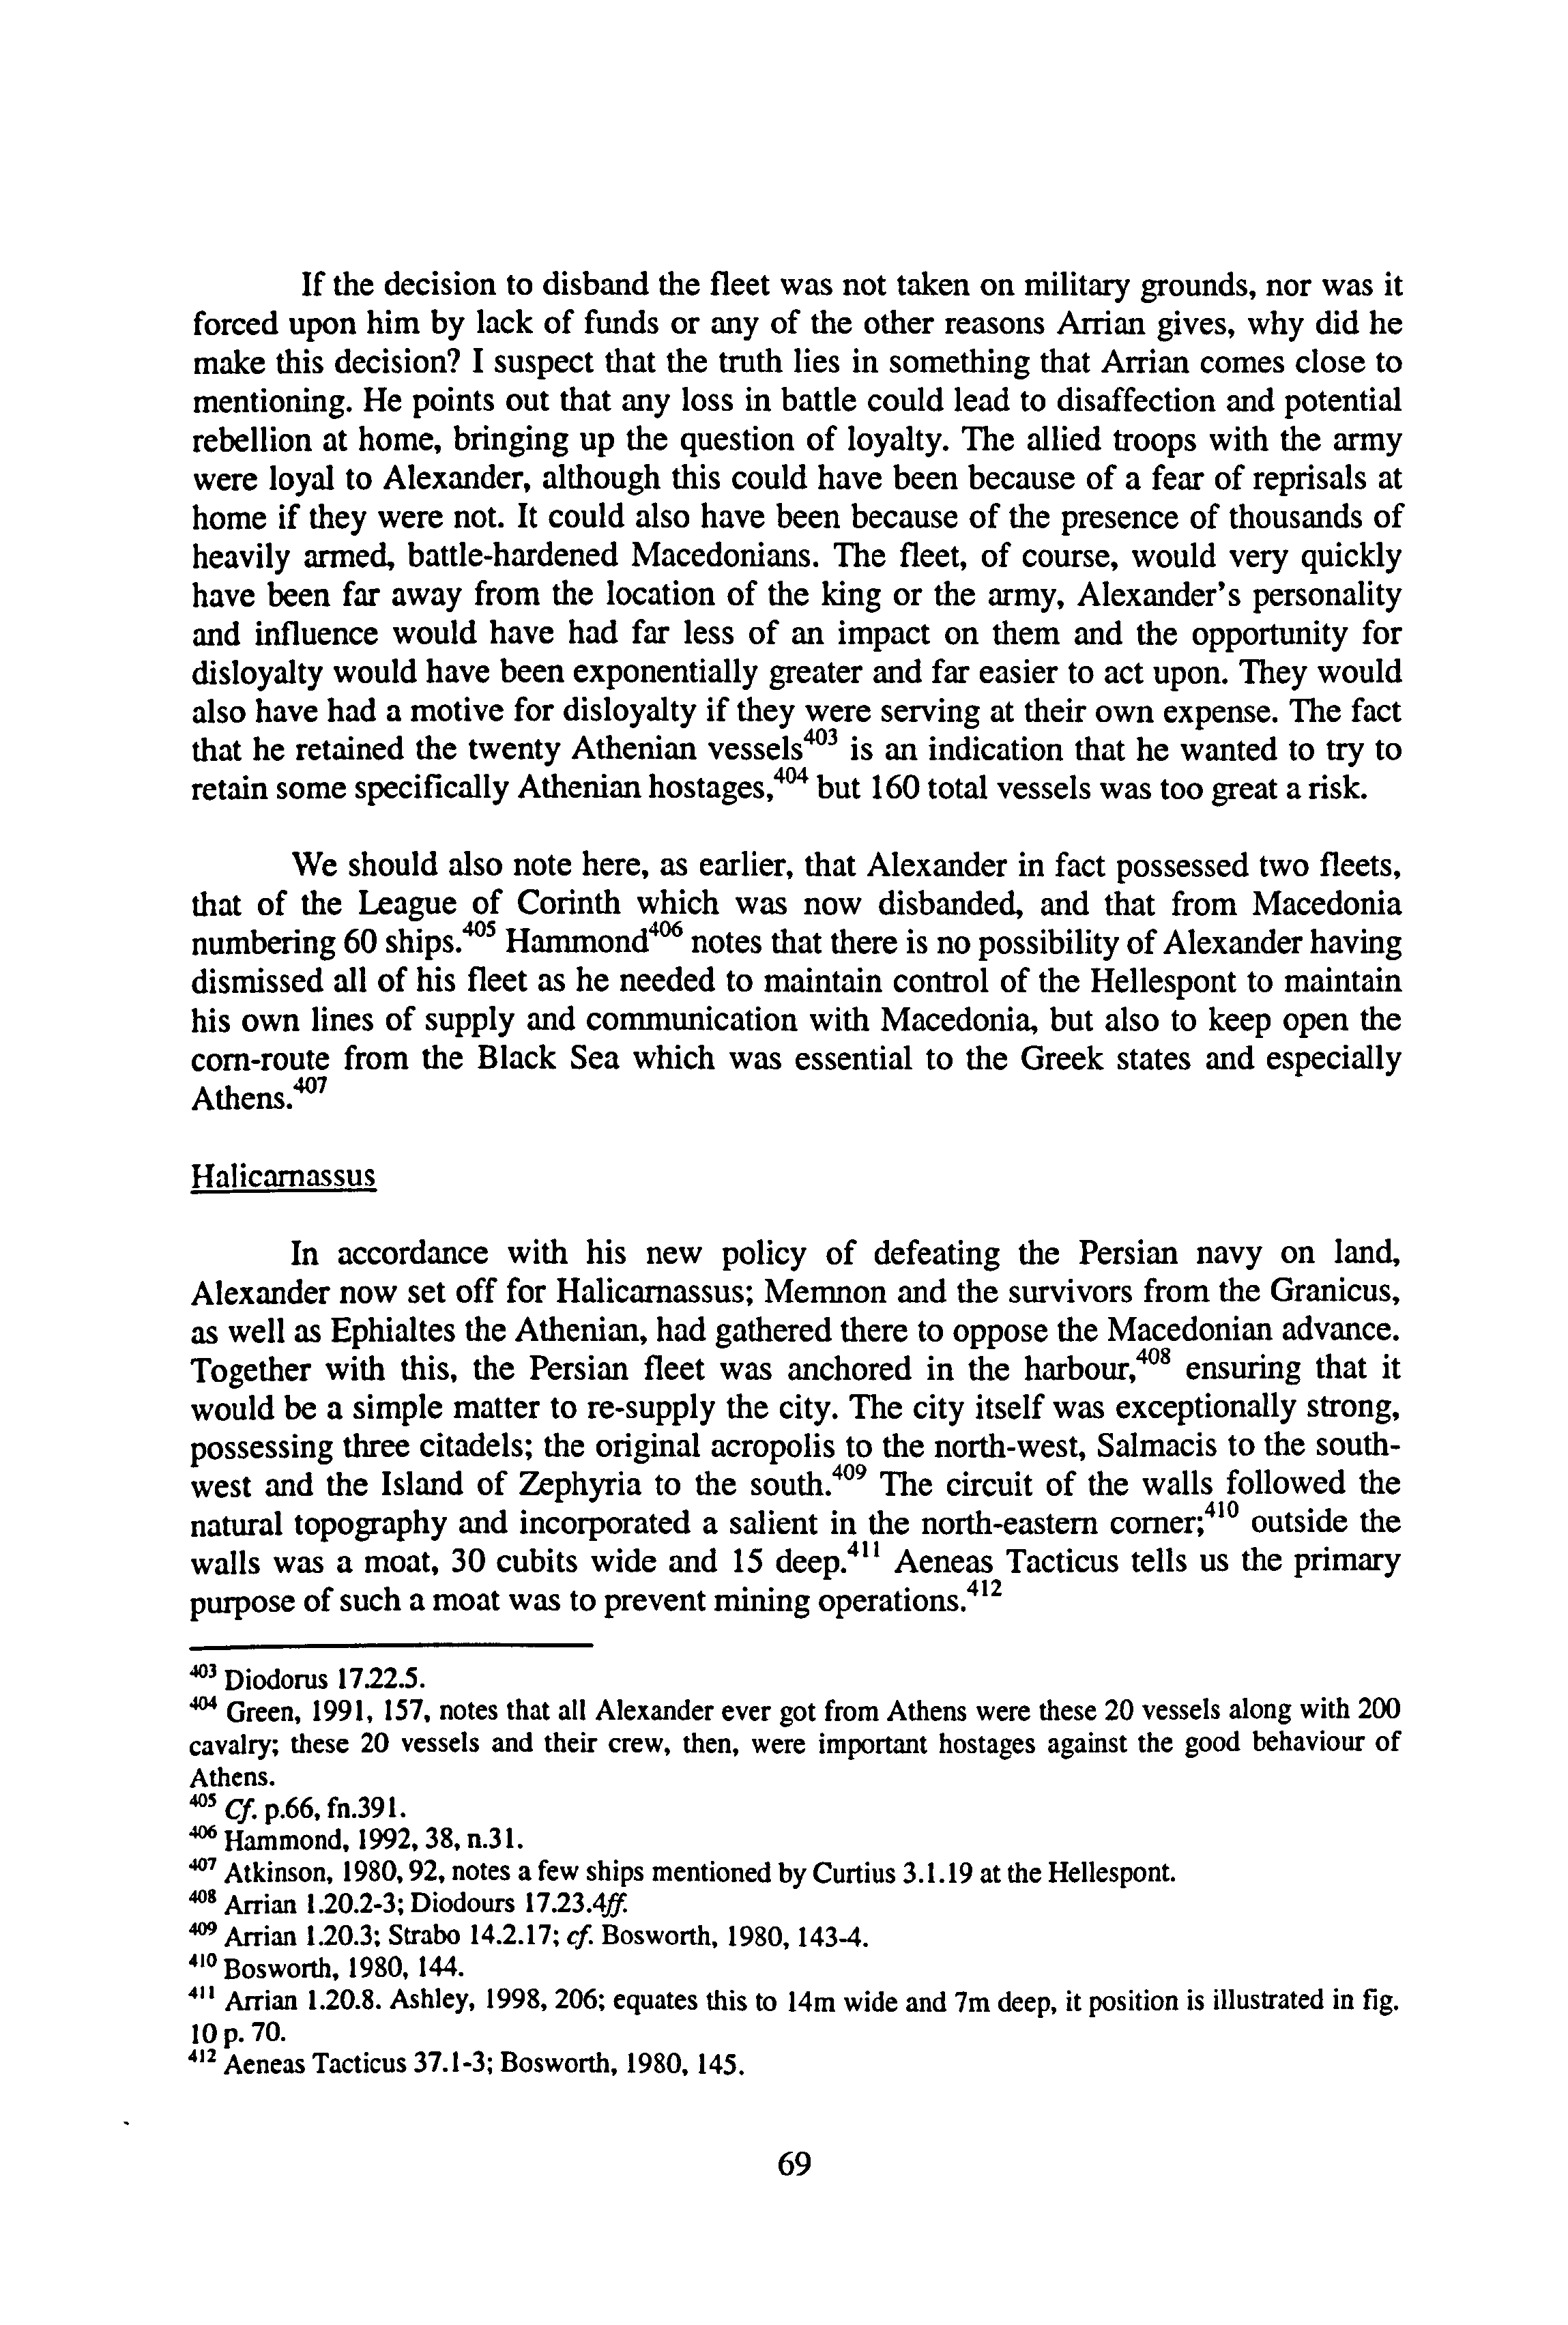 If the decision to disband the fleet was not taken on military grounds, nor was it
forced upon him by lack of funds or any of the other reasons Arrian gives, why did he
make this decision? I suspect that the truth lies in something that Arrian comes close to
mentioning. He points out that any loss in battle could lead to disaffection and potential
rebellion at home, bringing up the question of loyalty. The allied troops with the army
were loyal to Alexander, although this could have been because of a fear of reprisals at
home if they were not. It could also have been because of the presence of thousands of
heavily armed, battle-hardened Macedonians. The fleet, of course, would very quickly
have been far away from the location of the king or the army, Alexander's personality
and influence would have had far less of an impact on them and the opportunity for
disloyalty would have been exponentially greater and far easier to act upon. They would
also have had a motive for disloyalty if they were serving at their own expense. The fact
that he retained the twenty Athenian vessels⁴⁰³ is an indication that he wanted to try to
retain some specifically Athenian hostages,⁴⁰⁴ but 160 total vessels was too great a risk.
We should also note here, as earlier, that Alexander in fact possessed two fleets,
that of the League of Corinth which was now disbanded, and that from Macedonia
numbering 60 ships.⁴⁰⁵ Hammond⁴⁰⁶ notes that there is no possibility of Alexander having
dismissed all of his fleet as he needed to maintain control of the Hellespont to maintain
his own lines of supply and communication with Macedonia, but also to keep open the
corn-route from the Black Sea which was essential to the Greek states and especially
Athens.⁴⁰⁷
Halicarnassus
In accordance with his new policy of defeating the Persian navy on land,
Alexander now set off for Halicarnassus; Memnon and the survivors from the Granicus,
as well as Ephialtes the Athenian, had gathered there to oppose the Macedonian advance.
Together with this, the Persian fleet was anchored in the harbour,⁴⁰⁸ ensuring that it
would be a simple matter to re-supply the city. The city itself was exceptionally strong,
possessing three citadels; the original acropolis to the north-west, Salmacis to the south-
west and the Island of Zephyria to the south.⁴⁰⁹ The circuit of the walls followed the
natural topography and incorporated a salient in the north-eastern corner;⁴¹⁰ outside the
walls was a moat, 30 cubits wide and 15 deep.⁴¹¹ Aeneas Tacticus tells us the primary
purpose of such a moat was to prevent mining operations.⁴¹²
⁴⁰³ Diodorus 17.22.5.
⁴⁰⁴ Green, 1991, 157, notes that all Alexander ever got from Athens were these 20 vessels along with 200
cavalry; these 20 vessels and their crew, then, were important hostages against the good behaviour of
Athens.
⁴⁰⁵ Cf. p.66, fn.391.
⁴⁰⁶ Hammond, 1992, 38, n.31.
⁴⁰⁷ Atkinson, 1980, 92, notes a few ships mentioned by Curtius 3.1.19 at the Hellespont.
⁴⁰⁸ Arrian 1.20.2-3; Diodours 17.23.4ff.
⁴⁰⁹ Arrian 1.20.3; Strabo 14.2.17; cf. Bosworth, 1980, 143-4.
⁴¹⁰ Bosworth, 1980, 144.
⁴¹¹ Arrian 1.20.8. Ashley, 1998, 206; equates this to 14m wide and 7m deep, it position is illustrated in fig.
10 p. 70.
⁴¹² Aeneas Tacticus 37.1-3; Bosworth, 1980, 145.
69